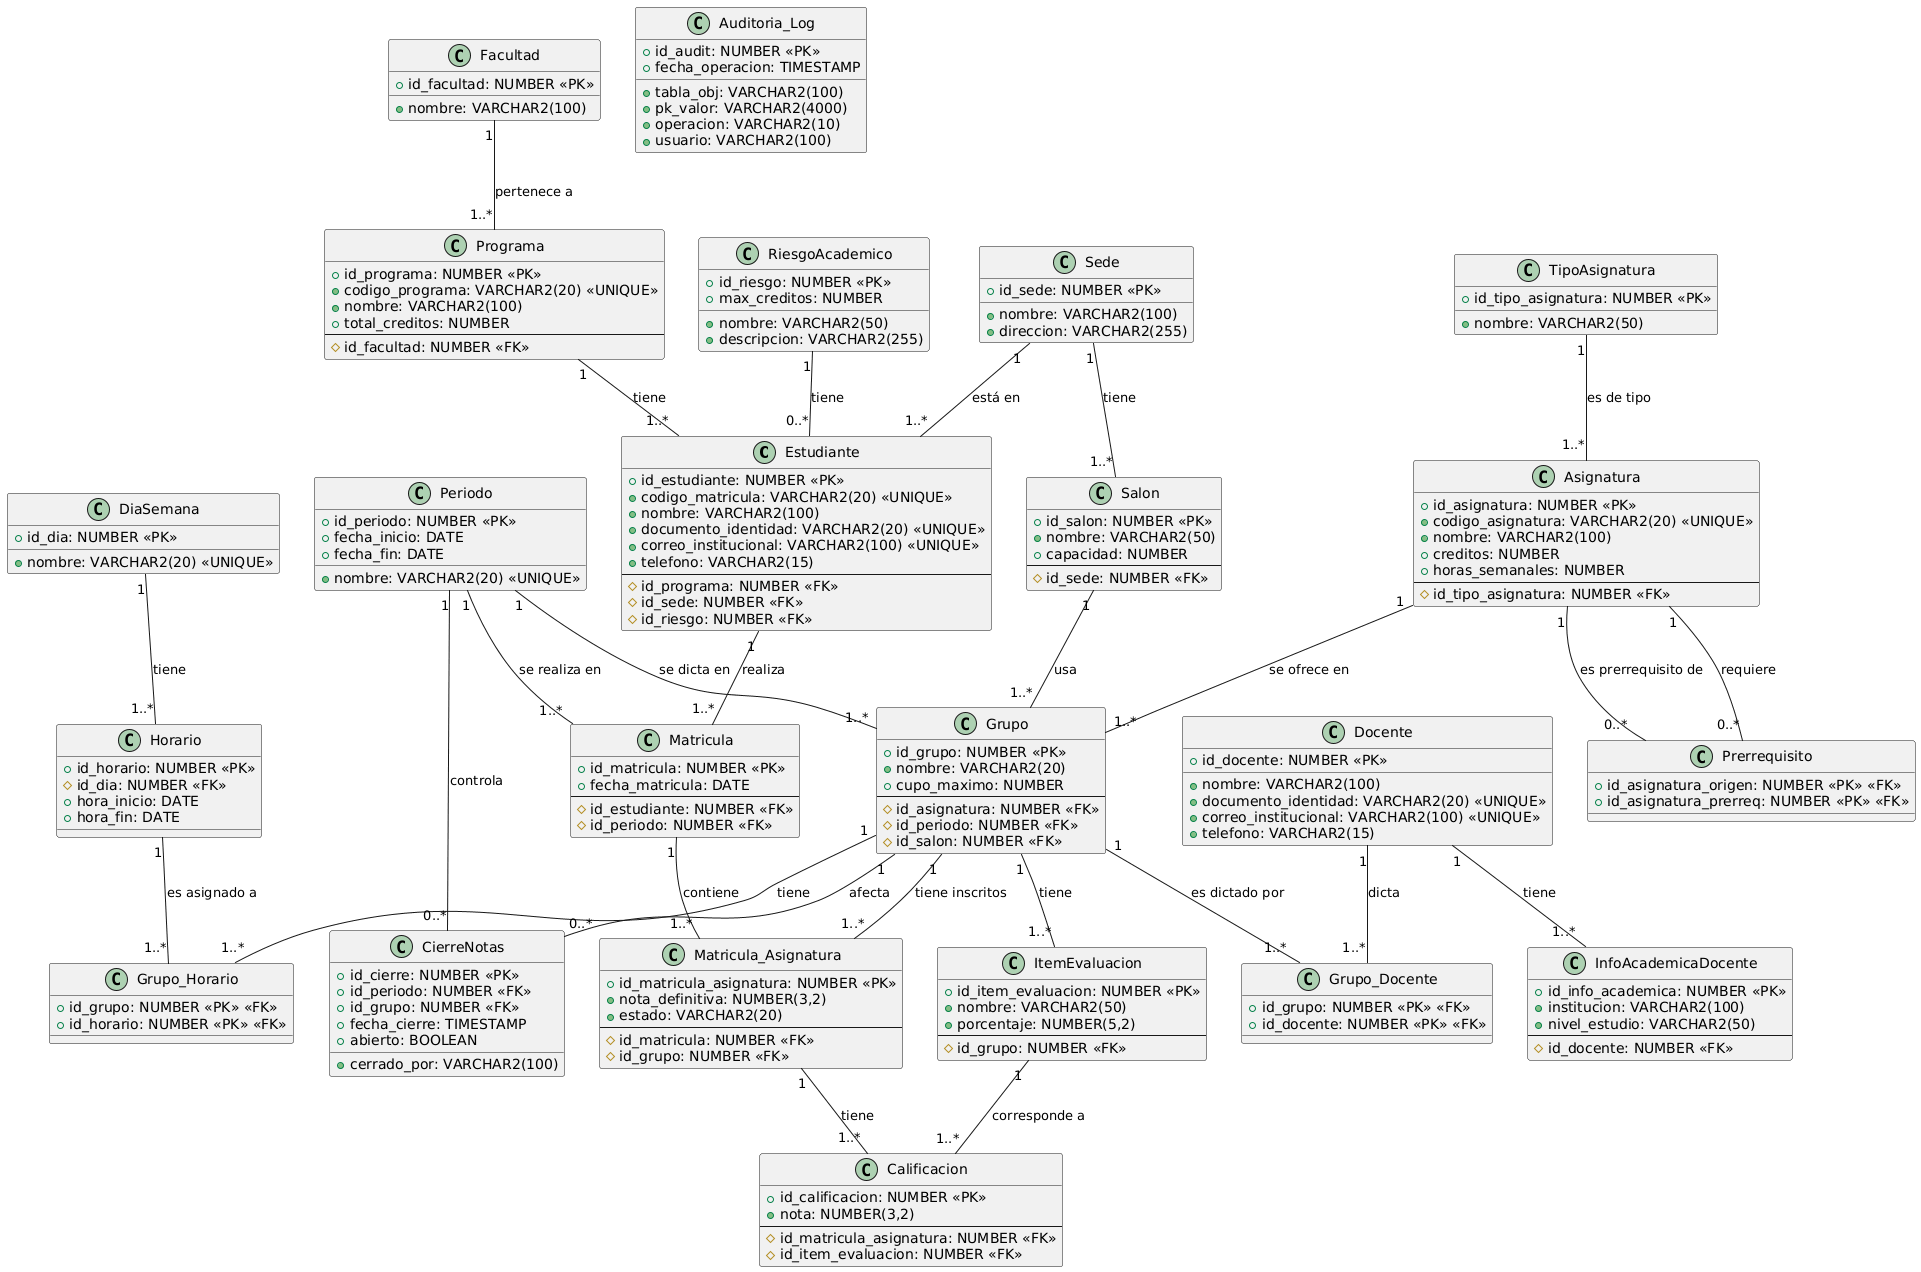 C Auditoria_Log
id_audit: NUMBER «PK»
fecha_operacion: TIMESTAMP
tabla_obj: VARCHAR2(100)
pk_valor: VARCHAR2(4000)
operacion: VARCHAR2(10)
usuario: VARCHAR2(100)
C Facultad
id_facultad: NUMBER «PK»
nombre: VARCHAR2(100)
1
pertenece a
1..*
C Programa
id_programa: NUMBER «PK»
codigo_programa: VARCHAR2(20) «UNIQUE»
nombre: VARCHAR2(100)
total_creditos: NUMBER
id_facultad: NUMBER «FK»
C RiesgoAcademico
id_riesgo: NUMBER «PK»
max_creditos: NUMBER
nombre: VARCHAR2(50)
descripcion: VARCHAR2(255)
C Sede
id_sede: NUMBER «PK»
nombre: VARCHAR2(100)
direccion: VARCHAR2(255)
C TipoAsignatura
id_tipo_asignatura: NUMBER «PK»
nombre: VARCHAR2(50)
1
tiene
1..*
1
tiene
0..*
1
está en
1..*
1
tiene
1..*
1
es de tipo
1..*
C DiaSemana
id_dia: NUMBER «PK»
nombre: VARCHAR2(20) «UNIQUE»
C Periodo
id_periodo: NUMBER «PK»
fecha_inicio: DATE
fecha_fin: DATE
nombre: VARCHAR2(20) «UNIQUE»
C Estudiante
id_estudiante: NUMBER «PK»
codigo_matricula: VARCHAR2(20) «UNIQUE»
nombre: VARCHAR2(100)
documento_identidad: VARCHAR2(20) «UNIQUE»
correo_institucional: VARCHAR2(100) «UNIQUE»
telefono: VARCHAR2(15)
id_programa: NUMBER «FK»
id_sede: NUMBER «FK»
id_riesgo: NUMBER «FK»
C Salon
id_salon: NUMBER «PK»
nombre: VARCHAR2(50)
capacidad: NUMBER
id_sede: NUMBER «FK»
C Asignatura
id_asignatura: NUMBER «PK»
codigo_asignatura: VARCHAR2(20) «UNIQUE»
nombre: VARCHAR2(100)
creditos: NUMBER
horas_semanales: NUMBER
id_tipo_asignatura: NUMBER «FK»
1
tiene
1..*
1
controla
0..*
1
se realiza en
1..*
1
se dicta en
1..*
1
realiza
1..*
1
usa
1..*
1
se ofrece en
1..*
1
es prerrequisito de
0..*
1
requiere
0..*
C Horario
id_horario: NUMBER «PK»
id_dia: NUMBER «FK»
hora_inicio: DATE
hora_fin: DATE
C Matricula
id_matricula: NUMBER «PK»
fecha_matricula: DATE
id_estudiante: NUMBER «FK»
id_periodo: NUMBER «FK»
C Grupo
id_grupo: NUMBER «PK»
nombre: VARCHAR2(20)
cupo_maximo: NUMBER
id_asignatura: NUMBER «FK»
id_periodo: NUMBER «FK»
id_salon: NUMBER «FK»
C Docente
id_docente: NUMBER «PK»
nombre: VARCHAR2(100)
documento_identidad: VARCHAR2(20) «UNIQUE»
correo_institucional: VARCHAR2(100) «UNIQUE»
telefono: VARCHAR2(15)
C Prerrequisito
id_asignatura_origen: NUMBER «PK» «FK»
id_asignatura_prerreq: NUMBER «PK» «FK»
1
es asignado a
1..*
1
tiene
1..*
1
afecta
0..*
1
contiene
1..*
1
tiene inscritos
1..*
1
tiene
1..*
1
es dictado por
1..*
1
dicta
1..*
1
tiene
1..*
C Grupo_Horario
id_grupo: NUMBER «PK» «FK»
id_horario: NUMBER «PK» «FK»
C CierreNotas
id_cierre: NUMBER «PK»
id_periodo: NUMBER «FK»
id_grupo: NUMBER «FK»
fecha_cierre: TIMESTAMP
abierto: BOOLEAN
cerrado_por: VARCHAR2(100)
C Matricula_Asignatura
id_matricula_asignatura: NUMBER «PK»
nota_definitiva: NUMBER(3,2)
estado: VARCHAR2(20)
id_matricula: NUMBER «FK»
id_grupo: NUMBER «FK»
C ItemEvaluacion
id_item_evaluacion: NUMBER «PK»
nombre: VARCHAR2(50)
porcentaje: NUMBER(5,2)
id_grupo: NUMBER «FK»
C Grupo_Docente
id_grupo: NUMBER «PK» «FK»
id_docente: NUMBER «PK» «FK»
C InfoAcademicaDocente
id_info_academica: NUMBER «PK»
institucion: VARCHAR2(100)
nivel_estudio: VARCHAR2(50)
id_docente: NUMBER «FK»
1
tiene
1..*
1
corresponde a
1..*
C Calificacion
id_calificacion: NUMBER «PK»
nota: NUMBER(3,2)
id_matricula_asignatura: NUMBER «FK»
id_item_evaluacion: NUMBER «FK»